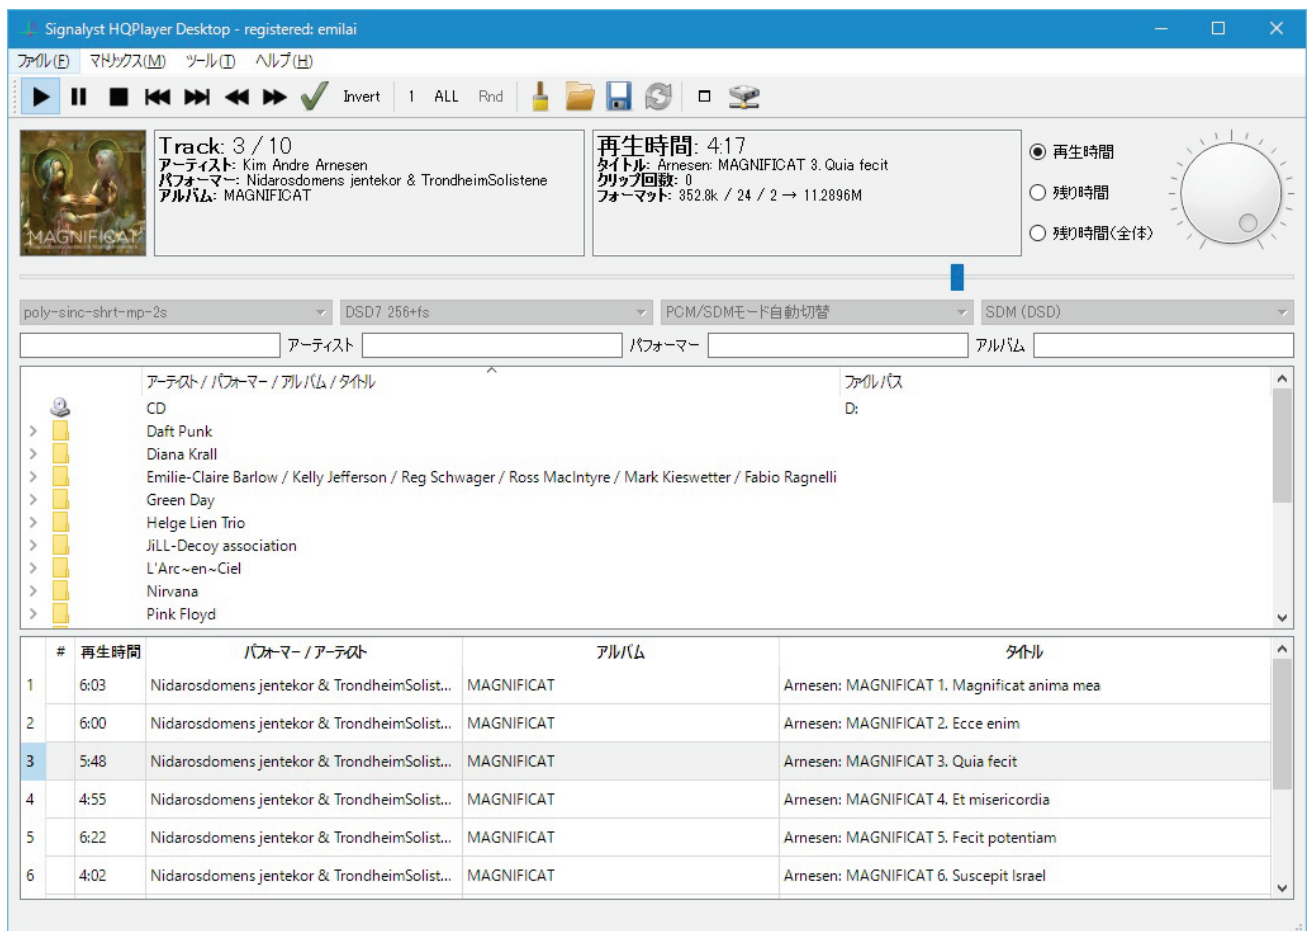 Signalyst HQPlayer Desktop - registered: emilai
ファイル(F) マトリックス(M) ツール(T) ヘルプ(H)
Invert 1 ALL Rnd
MAGNIFICAT
Track: 3 / 10
アーティスト: Kim Andre Arnesen
パフォーマー: Nidarosdomens jentekor & TrondheimSolistene
アルバム: MAGNIFICAT
再生時間: 4:17
タイトル: Arnesen: MAGNIFICAT 3. Quia fecit
クリップ回数: 0
フォーマット: 352.8k / 24 / 2 → 11.2896M
再生時間
残り時間
残り時間(全体)
poly-sinc-shrt-mp-2s DSD7 256+fs PCM/SDMモード自動切替 SDM (DSD)
アーティスト パフォーマー アルバム
アーティスト / パフォーマー / アルバム / タイトル ファイル パス
CD D:
Daft Punk
Diana Krall
Emilie-Claire Barlow / Kelly Jefferson / Reg Schwager / Ross MacIntyre / Mark Kieswetter / Fabio Ragnelli
Green Day
Helge Lien Trio
JiLL-Decoy association
L'Arc~en~Ciel
Nirvana
Pink Floyd
# 再生時間 パフォーマー / アーティスト アルバム タイトル
1 6:03 Nidarosdomens jentekor & TrondheimSolist... MAGNIFICAT Arnesen: MAGNIFICAT 1. Magnificat anima mea
2 6:00 Nidarosdomens jentekor & TrondheimSolist... MAGNIFICAT Arnesen: MAGNIFICAT 2. Ecce enim
3 5:48 Nidarosdomens jentekor & TrondheimSolist... MAGNIFICAT Arnesen: MAGNIFICAT 3. Quia fecit
4 4:55 Nidarosdomens jentekor & TrondheimSolist... MAGNIFICAT Arnesen: MAGNIFICAT 4. Et misericordia
5 6:22 Nidarosdomens jentekor & TrondheimSolist... MAGNIFICAT Arnesen: MAGNIFICAT 5. Fecit potentiam
6 4:02 Nidarosdomens jentekor & TrondheimSolist... MAGNIFICAT Arnesen: MAGNIFICAT 6. Suscepit Israel